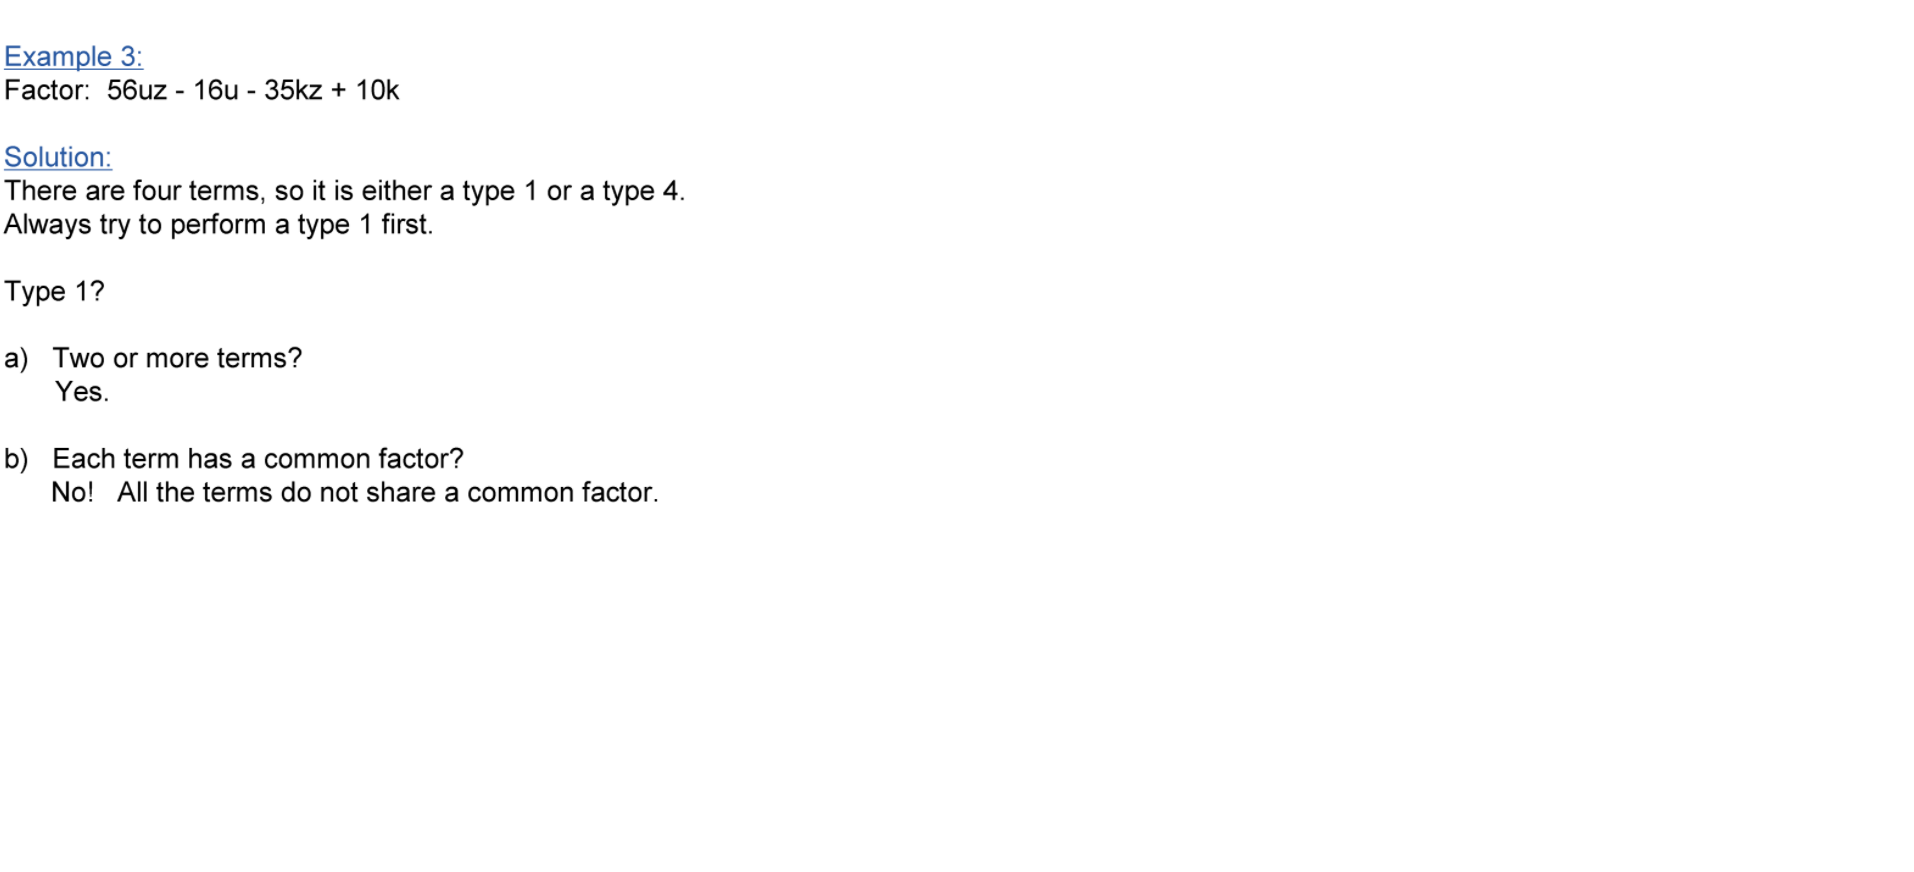 Example 3:
Factor:  56uz - 16u - 35kz + 10k
Solution:
There are four terms, so it is either a type 1 or a type 4.
Always try to perform a type 1 first.
Type 1?
a)   Two or more terms?
Yes.
b)   Each term has a common factor?
No!   All the terms do not share a common factor.